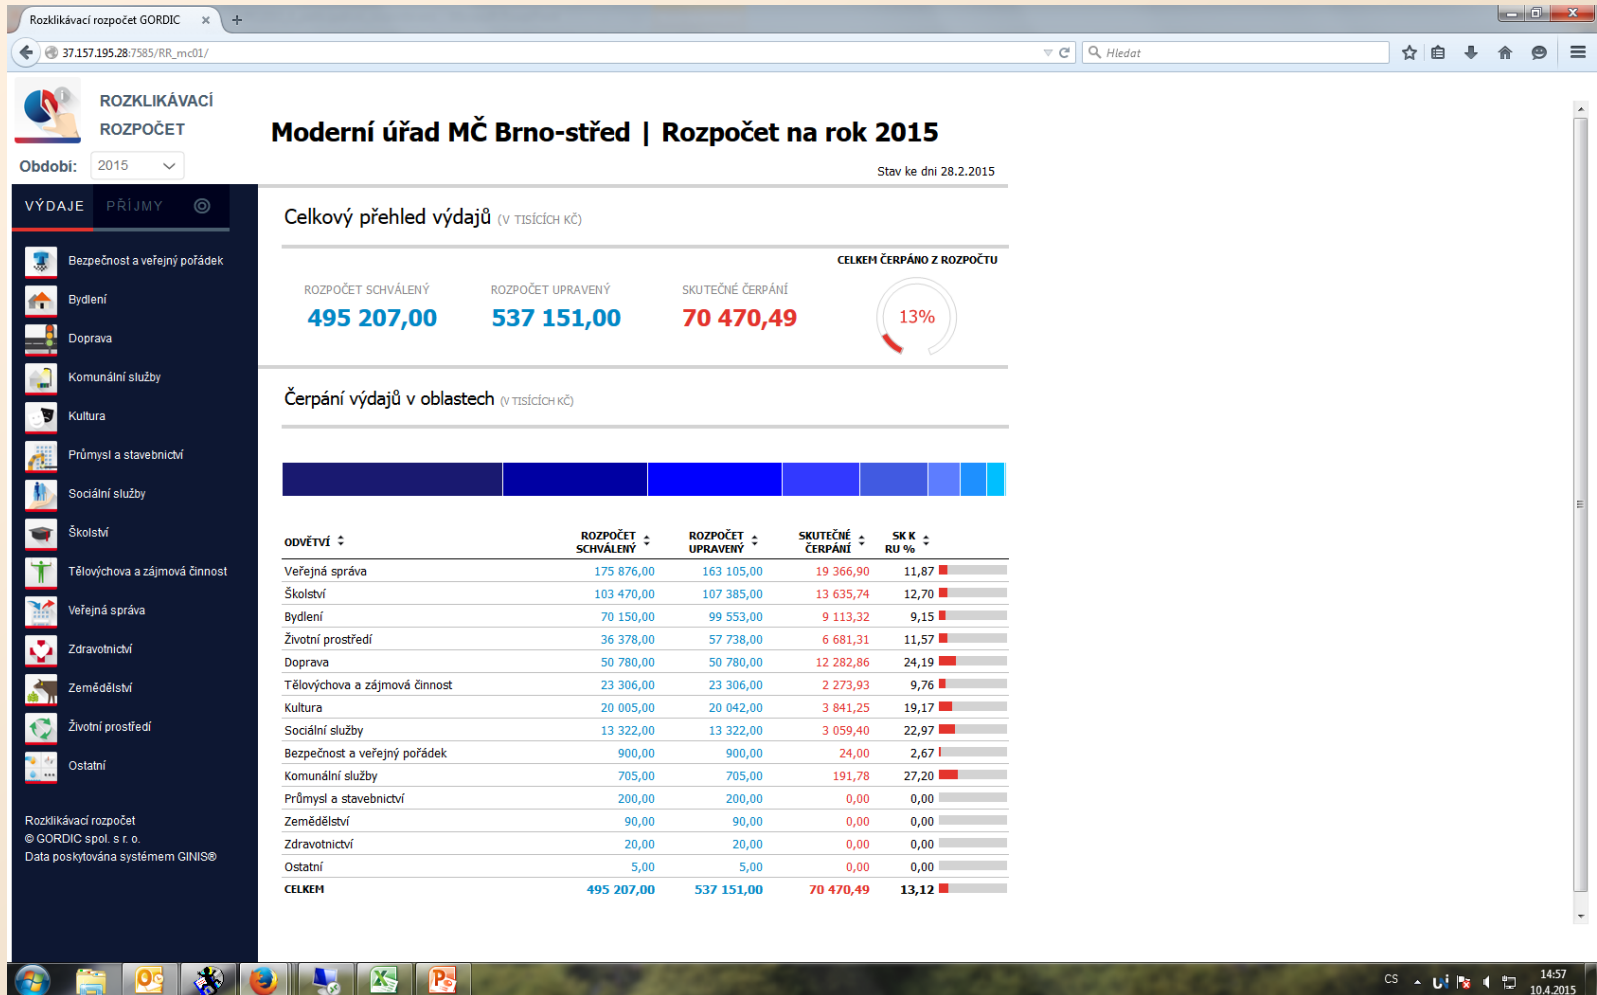 Rozklikávací rozpočet GORDIC × +
37.157.195.28:7585/RR_mc01/
Hledat
ROZKLIKÁVACÍ
ROZPOČET
Období: 2015
Moderní úřad MČ Brno-střed | Rozpočet na rok 2015
Stav ke dni 28.2.2015
VÝDAJE PŘÍJMY
Bezpečnost a veřejný pořádek
Bydlení
Doprava
Komunální služby
Kultura
Průmysl a stavebnictví
Sociální služby
Školství
Tělovýchova a zájmová činnost
Veřejná správa
Zdravotnictví
Zemědělství
Životní prostředí
Ostatní
Rozklikávací rozpočet
© GORDIC spol. s r. o.
Data poskytována systémem GINIS®
Celkový přehled výdajů (V TISÍCÍCH KČ)
CELKEM ČERPÁNO Z ROZPOČTU
ROZPOČET SCHVÁLENÝ ROZPOČET UPRAVENÝ SKUTEČNÉ ČERPÁNÍ
495 207,00 537 151,00 70 470,49 13%
Čerpání výdajů v oblastech (V TISÍCÍCH KČ)
ODVĚTVÍ ROZPOČET SCHVÁLENÝ ROZPOČET UPRAVENÝ SKUTEČNÉ ČERPÁNÍ SK K RU %
Veřejná správa 175 876,00 163 105,00 19 366,90 11,87
Školství 103 470,00 107 385,00 13 635,74 12,70
Bydlení 70 150,00 99 553,00 9 113,32 9,15
Životní prostředí 36 378,00 57 738,00 6 681,31 11,57
Doprava 50 780,00 50 780,00 12 282,86 24,19
Tělovýchova a zájmová činnost 23 306,00 23 306,00 2 273,93 9,76
Kultura 20 005,00 20 042,00 3 841,25 19,17
Sociální služby 13 322,00 13 322,00 3 059,40 22,97
Bezpečnost a veřejný pořádek 900,00 900,00 24,00 2,67
Komunální služby 705,00 705,00 191,78 27,20
Průmysl a stavebnictví 200,00 200,00 0,00 0,00
Zemědělství 90,00 90,00 0,00 0,00
Zdravotnictví 20,00 20,00 0,00 0,00
Ostatní 5,00 5,00 0,00 0,00
CELKEM 495 207,00 537 151,00 70 470,49 13,12
CS 14:57
10.4.2015